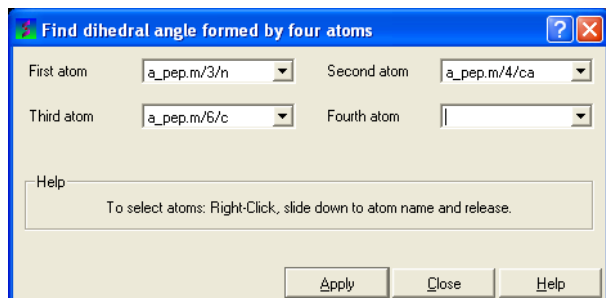 Find dihedral angle formed by four atoms
First atom a_pep.m/3/n Second atom a_pep.m/4/ca
Third atom a_pep.m/6/c Fourth atom
Help
To select atoms: Right-Click, slide down to atom name and release.
Apply Close Help